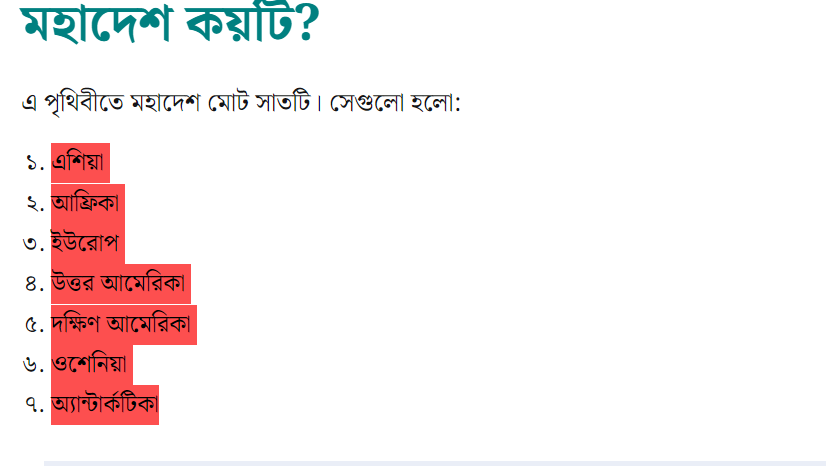 মহাদেশ কয়টি?
এ পৃথিবীতে মহাদেশ মোট সাতটি। সেগুলো হলো:
১. এশিয়া
২. আফ্রিকা
৩. ইউরোপ
৪. উত্তর আমেরিকা
৫. দক্ষিণ আমেরিকা
৬. ওশেনিয়া
৭. অ্যান্টার্কটিকা